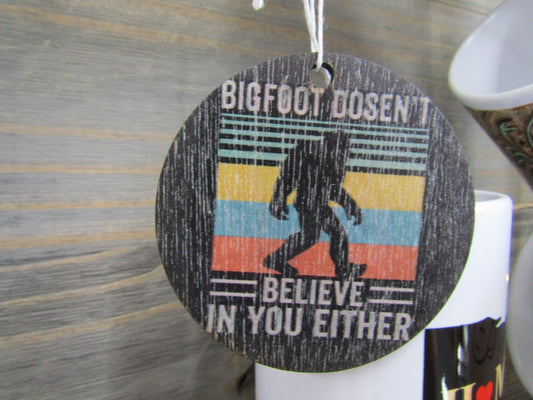 BIGFOOT DOSEN'T
BELIEVE
IN YOU EITHER